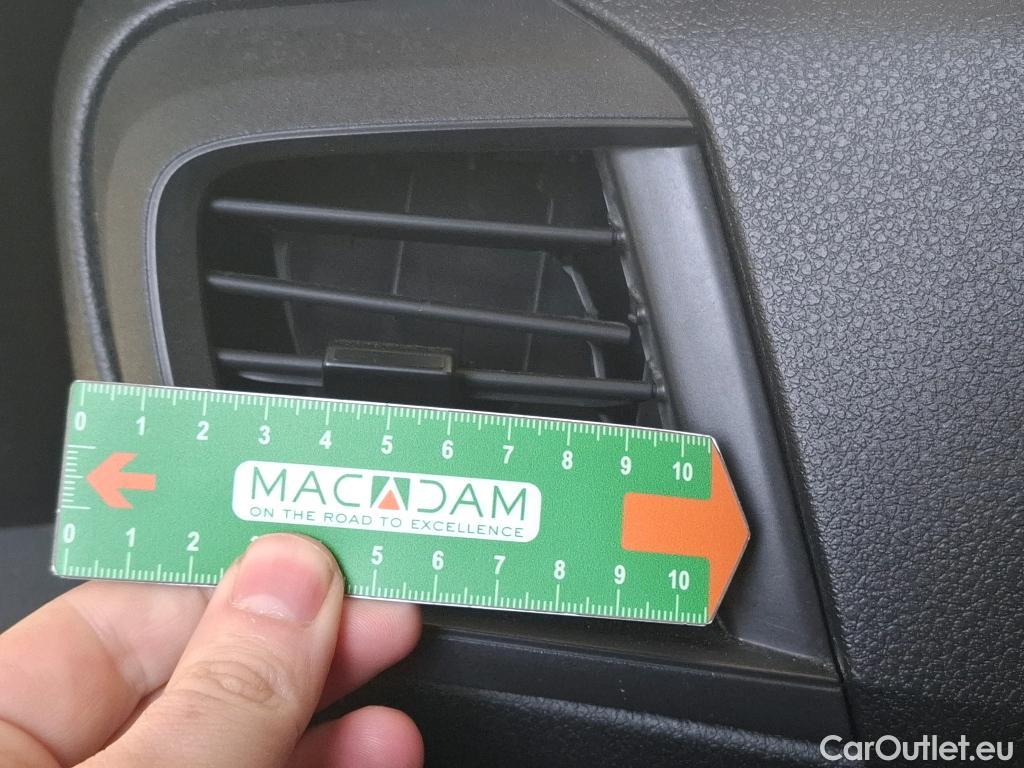 0 1 2 3 4 5 6 7 8 9 10
MACADAM
ON THE ROAD TO EXCELLENCE
0 1 2 5 6 7 8 9 10
CarOutlet.eu